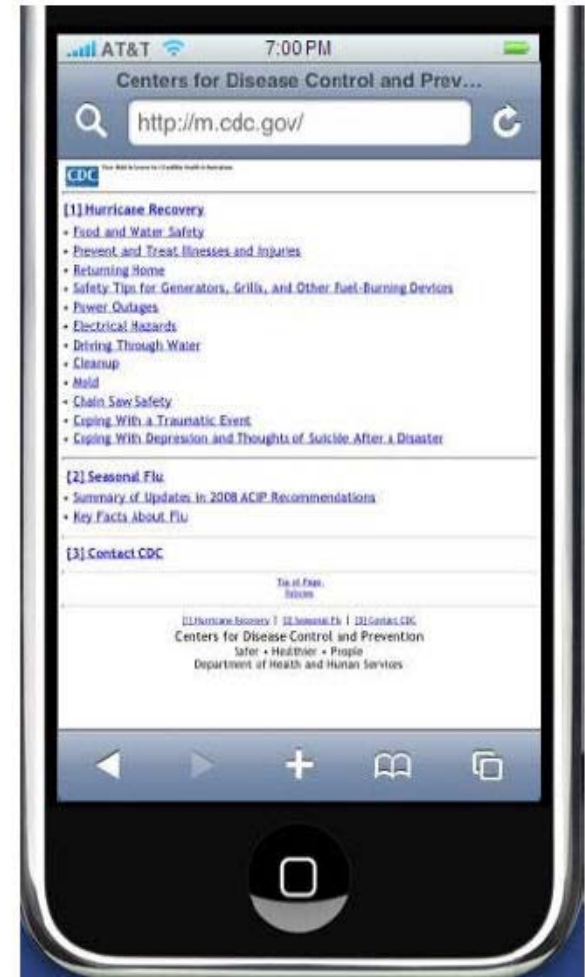 AT&T 7:00 PM
Centers for Disease Control and Prev...
http://m.cdc.gov/
CDC
[1] Hurricane Recovery
• Food and Water Safety
• Prevent and Treat Illnesses and Injuries
• Returning Home
• Safety Tips for Generators, Grills, and Other Fuel-Burning Devices
• Power Outages
• Electrical Hazards
• Driving Through Water
• Cleanup
• Mold
• Chain Saw Safety
• Coping With a Traumatic Event
• Coping With Depression and Thoughts of Suicide After a Disaster
[2] Seasonal Flu
• Summary of Updates in 2008 ACIP Recommendations
• Key Facts About Flu
[3] Contact CDC
Top of Page
Policies
[1] Hurricane Recovery | [2] Seasonal Flu | [3] Contact CDC
Centers for Disease Control and Prevention
Safer • Healthier • People
Department of Health and Human Services